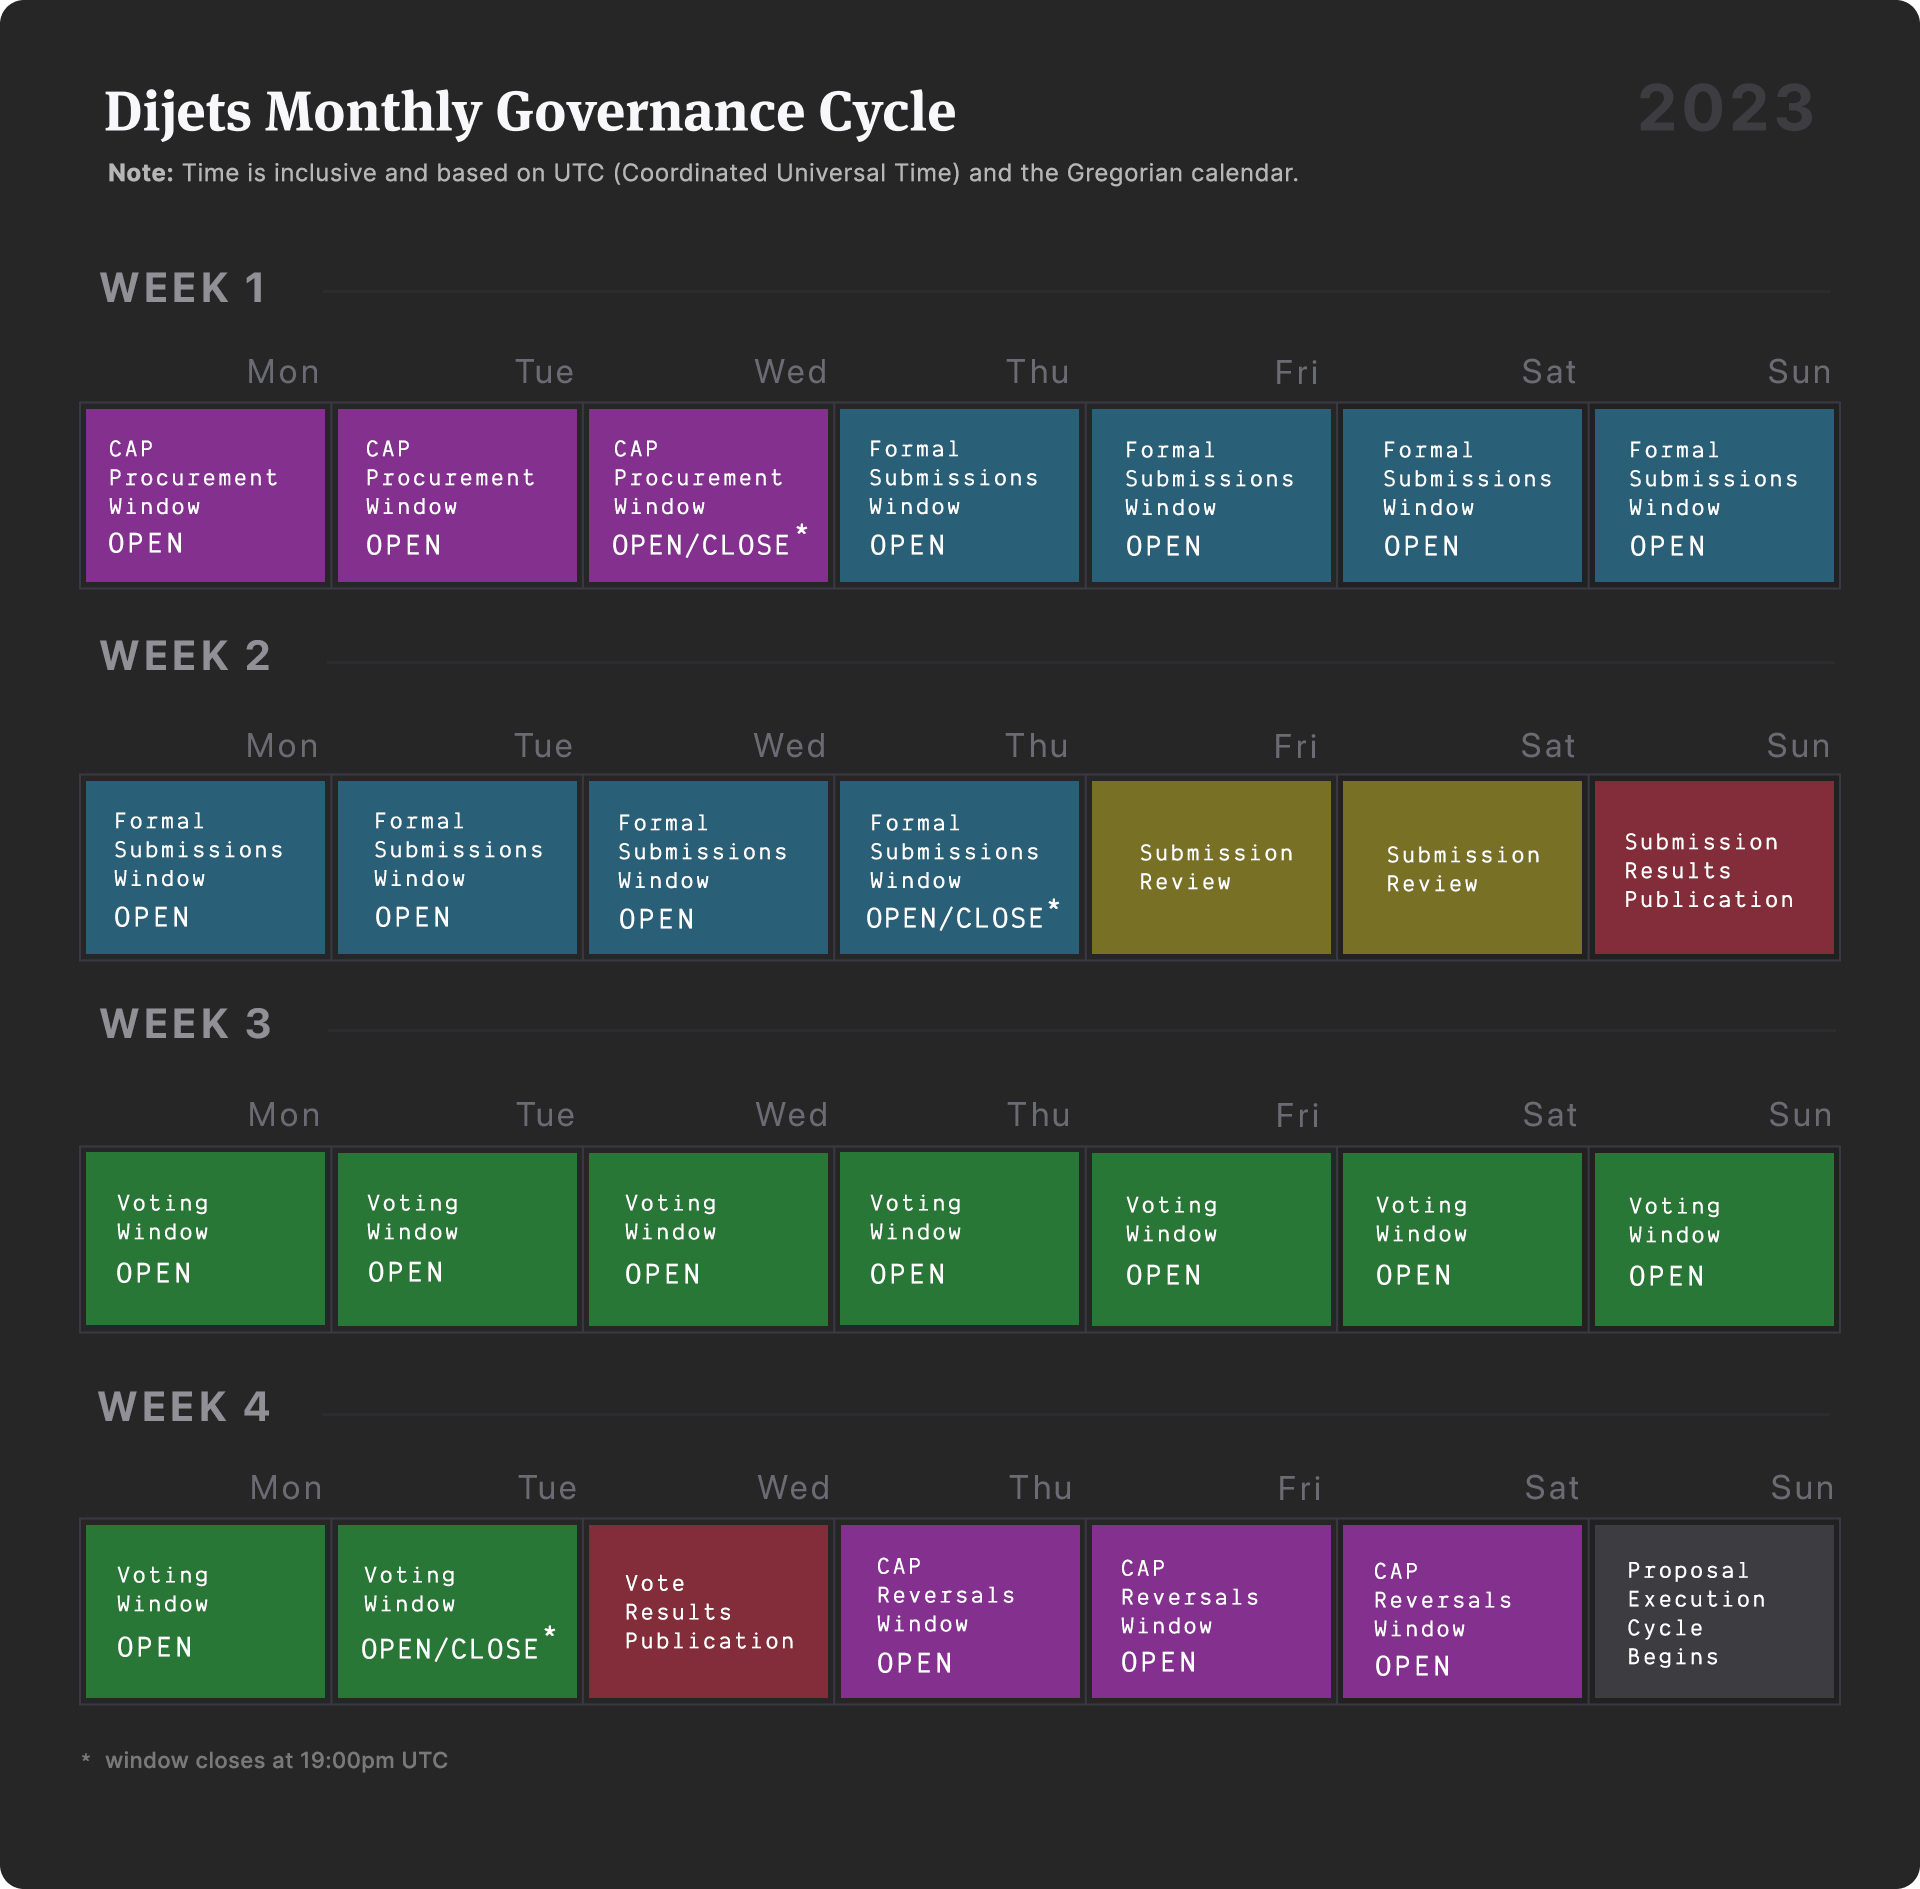 Dijets Monthly Governance Cycle
2023
Note: Time is inclusive and based on UTC (Coordinated Universal Time) and the Gregorian calendar.
WEEK 1
Mon Tue Wed Thu Fri Sat Sun
CAP
Procurement
Window
OPEN
CAP
Procurement
Window
OPEN
CAP
Procurement
Window
OPEN/CLOSE*
Formal
Submissions
Window
OPEN
Formal
Submissions
Window
OPEN
Formal
Submissions
Window
OPEN
Formal
Submissions
Window
OPEN
WEEK 2
Mon Tue Wed Thu Fri Sat Sun
Formal
Submissions
Window
OPEN
Formal
Submissions
Window
OPEN
Formal
Submissions
Window
OPEN
Formal
Submissions
Window
OPEN/CLOSE*
Submission
Review
Submission
Review
Submission
Results
Publication
WEEK 3
Mon Tue Wed Thu Fri Sat Sun
Voting
Window
OPEN
Voting
Window
OPEN
Voting
Window
OPEN
Voting
Window
OPEN
Voting
Window
OPEN
Voting
Window
OPEN
Voting
Window
OPEN
WEEK 4
Mon Tue Wed Thu Fri Sat Sun
Voting
Window
OPEN
Voting
Window
OPEN/CLOSE*
Vote
Results
Publication
CAP
Reversals
Window
OPEN
CAP
Reversals
Window
OPEN
CAP
Reversals
Window
OPEN
Proposal
Execution
Cycle
Begins
* window closes at 19:00pm UTC